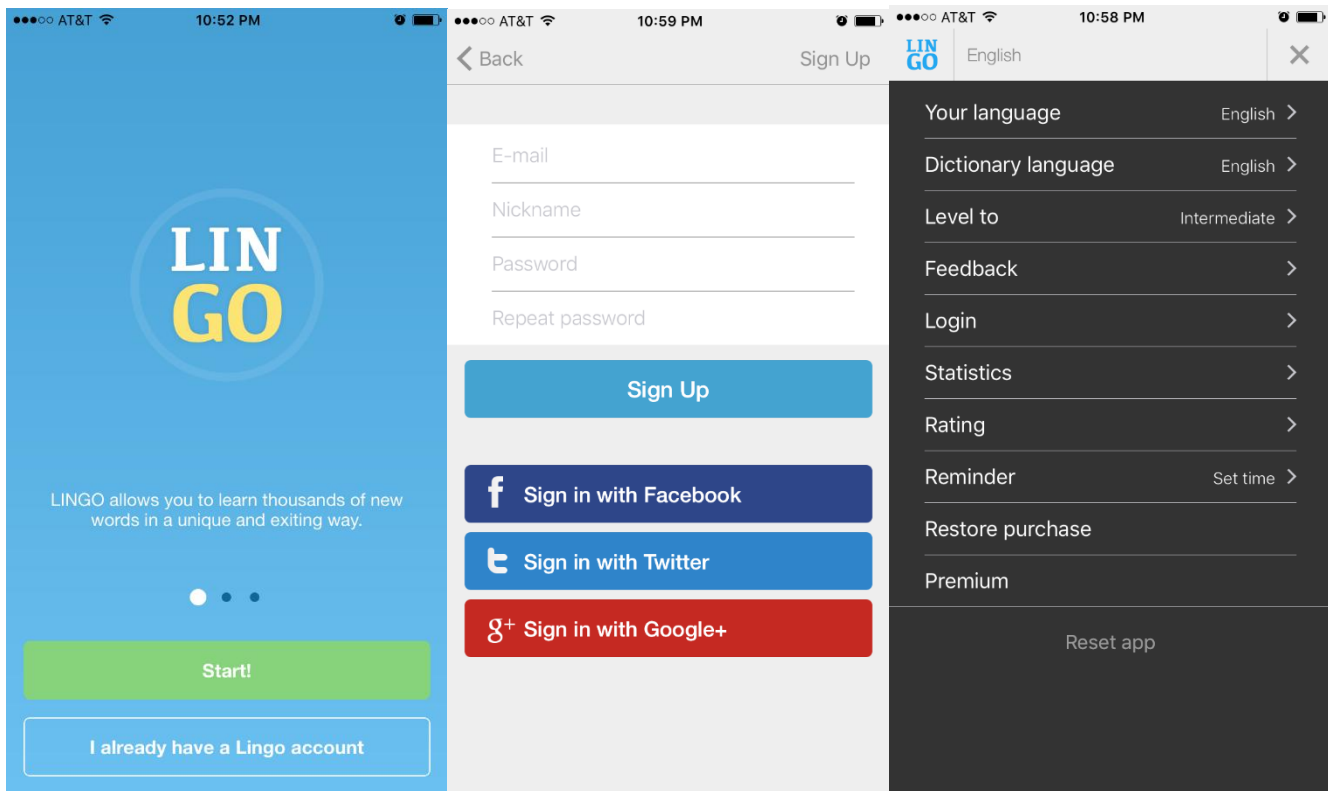 AT&T 10:52 PM
LIN
GO
LINGO allows you to learn thousands of new
words in a unique and exiting way.
Start!
I already have a Lingo account
AT&T 10:59 PM
Back Sign Up
E-mail
Nickname
Password
Repeat password
Sign Up
f Sign in with Facebook
t Sign in with Twitter
g+ Sign in with Google+
AT&T 10:58 PM
LIN
GO
English
Your language English
Dictionary language English
Level to Intermediate
Feedback
Login
Statistics
Rating
Reminder Set time
Restore purchase
Premium
Reset app